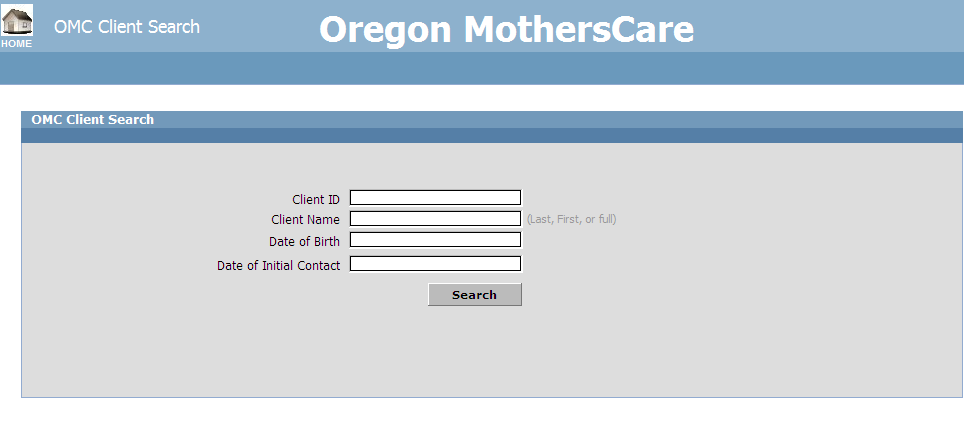 HOME
OMC Client Search
Oregon MothersCare
OMC Client Search
Client ID
Client Name (Last, First, or full)
Date of Birth
Date of Initial Contact
Search